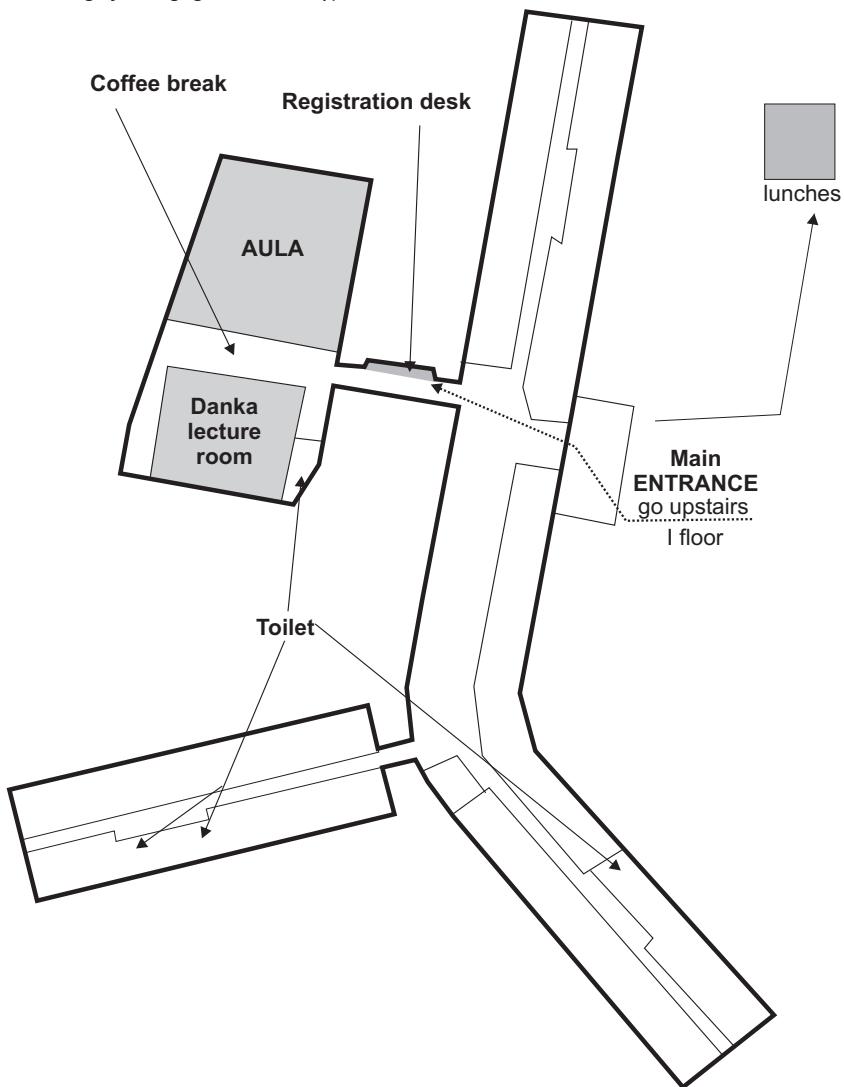 Coffee break
Registration desk
lunches
AULA
Danka
lecture
room
Main
ENTRANCE
go upstairs
I floor
Toilet